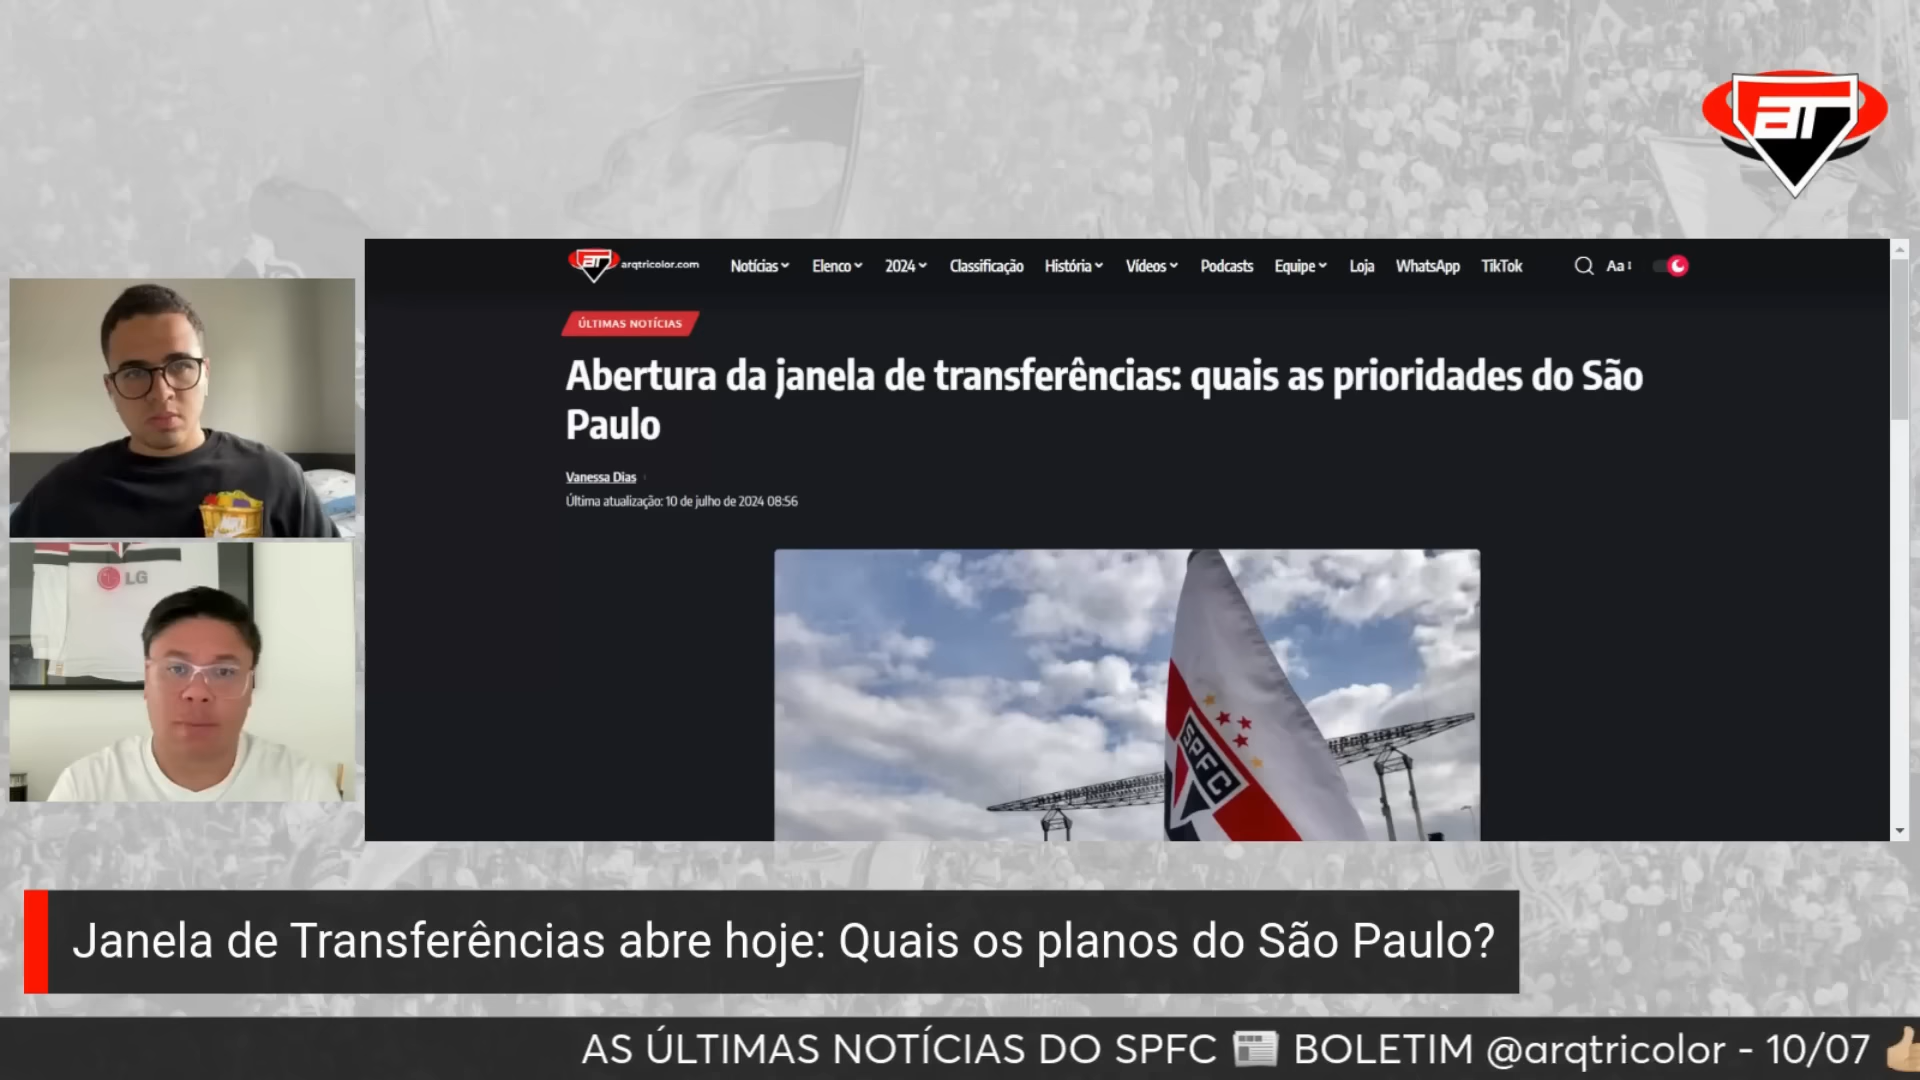 AT
AT arqtricolor.com Notícias Elenco 2024 Classificação História Vídeos Podcasts Equipe Loja WhatsApp TikTok Aa
ÚLTIMAS NOTÍCIAS
Abertura da janela de transferências: quais as prioridades do São
Paulo
Vanessa Dias
Última atualização: 10 de julho de 2024 08:56
LG
SPFC
Janela de Transferências abre hoje: Quais os planos do São Paulo?
AS ÚLTIMAS NOTÍCIAS DO SPFC 📰 BOLETIM @arqtricolor - 10/07 👍🏼